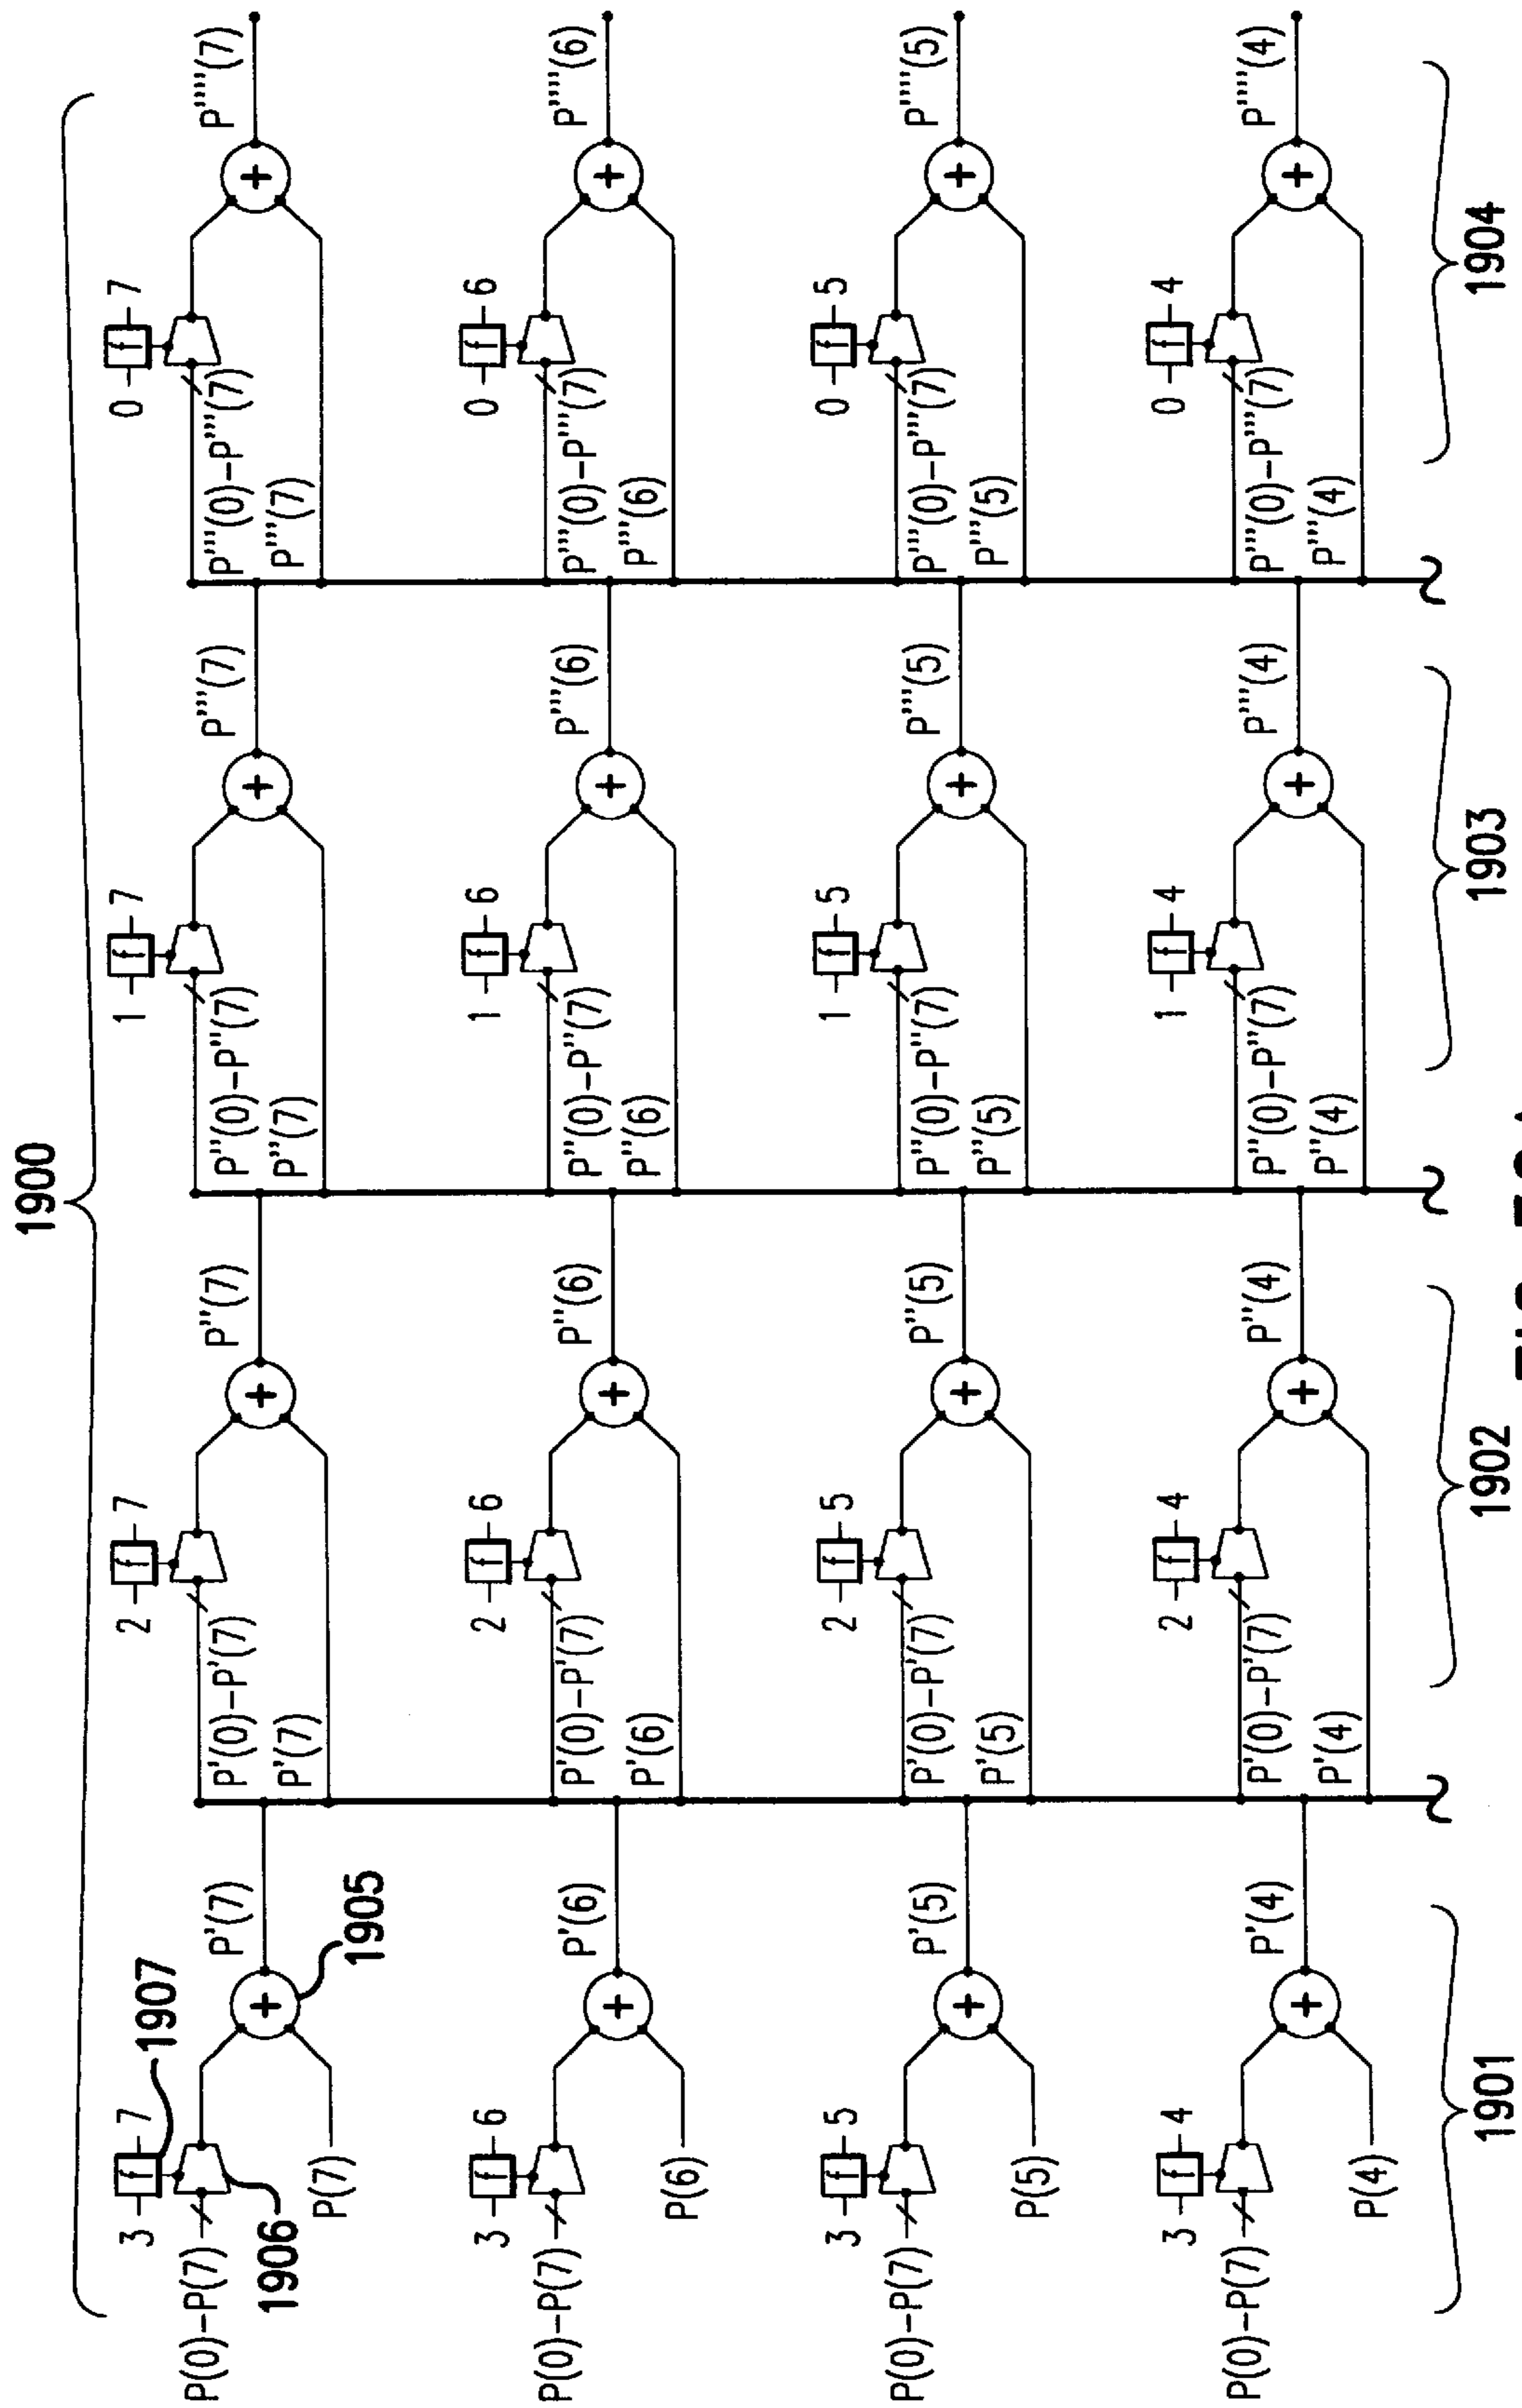 1900
3 f 7
1907
2 f 7
1 f 7
0 f 7
P(0)–P(7)
1906
P(7)
P'(7)
1905
P'(0)–P'(7)
P'(7)
P''(7)
P''(0)–P''(7)
P''(7)
P'''(7)
P'''(0)–P'''(7)
P'''(7)
P''''(7)
+ + + +
3 f 6
2 f 6
1 f 6
0 f 6
P(0)–P(7)
P(6)
P'(6)
P'(0)–P'(7)
P'(6)
P''(6)
P''(0)–P''(7)
P''(6)
P'''(6)
P'''(0)–P'''(7)
P'''(6)
P''''(6)
+ + + +
3 f 5
2 f 5
1 f 5
0 f 5
P(0)–P(7)
P(5)
P'(5)
P'(0)–P'(7)
P'(5)
P''(5)
P''(0)–P''(7)
P''(5)
P'''(5)
P'''(0)–P'''(7)
P'''(5)
P''''(5)
+ + + +
3 f 4
2 f 4
1 f 4
0 f 4
P(0)–P(7)
P(4)
P'(4)
P'(0)–P'(7)
P'(4)
P''(4)
P''(0)–P''(7)
P''(4)
P'''(4)
P'''(0)–P'''(7)
P'''(4)
P''''(4)
+ + + +
1901
1902
1903
1904